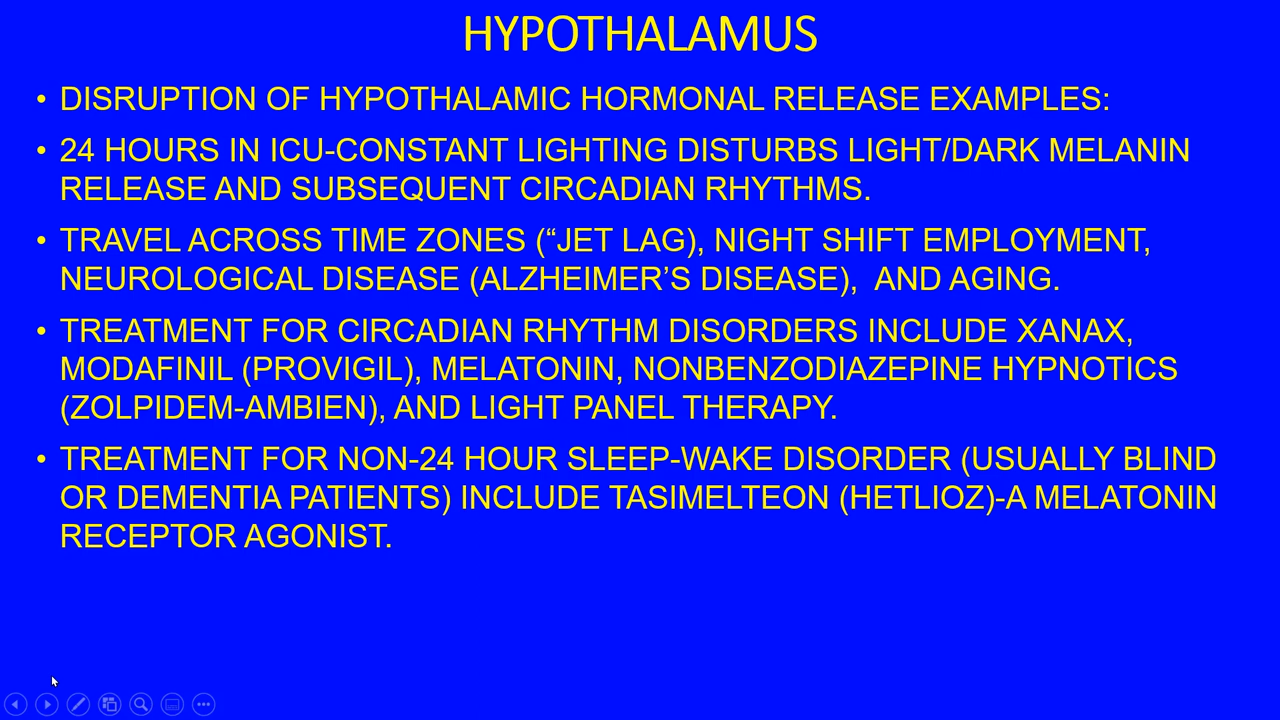 HYPOTHALAMUS
• DISRUPTION OF HYPOTHALAMIC HORMONAL RELEASE EXAMPLES:
• 24 HOURS IN ICU-CONSTANT LIGHTING DISTURBS LIGHT/DARK MELANIN
RELEASE AND SUBSEQUENT CIRCADIAN RHYTHMS.
• TRAVEL ACROSS TIME ZONES (“JET LAG), NIGHT SHIFT EMPLOYMENT,
NEUROLOGICAL DISEASE (ALZHEIMER’S DISEASE),  AND AGING.
• TREATMENT FOR CIRCADIAN RHYTHM DISORDERS INCLUDE XANAX,
MODAFINIL (PROVIGIL), MELATONIN, NONBENZODIAZEPINE HYPNOTICS
(ZOLPIDEM-AMBIEN), AND LIGHT PANEL THERAPY.
• TREATMENT FOR NON-24 HOUR SLEEP-WAKE DISORDER (USUALLY BLIND
OR DEMENTIA PATIENTS) INCLUDE TASIMELTEON (HETLIOZ)-A MELATONIN
RECEPTOR AGONIST.